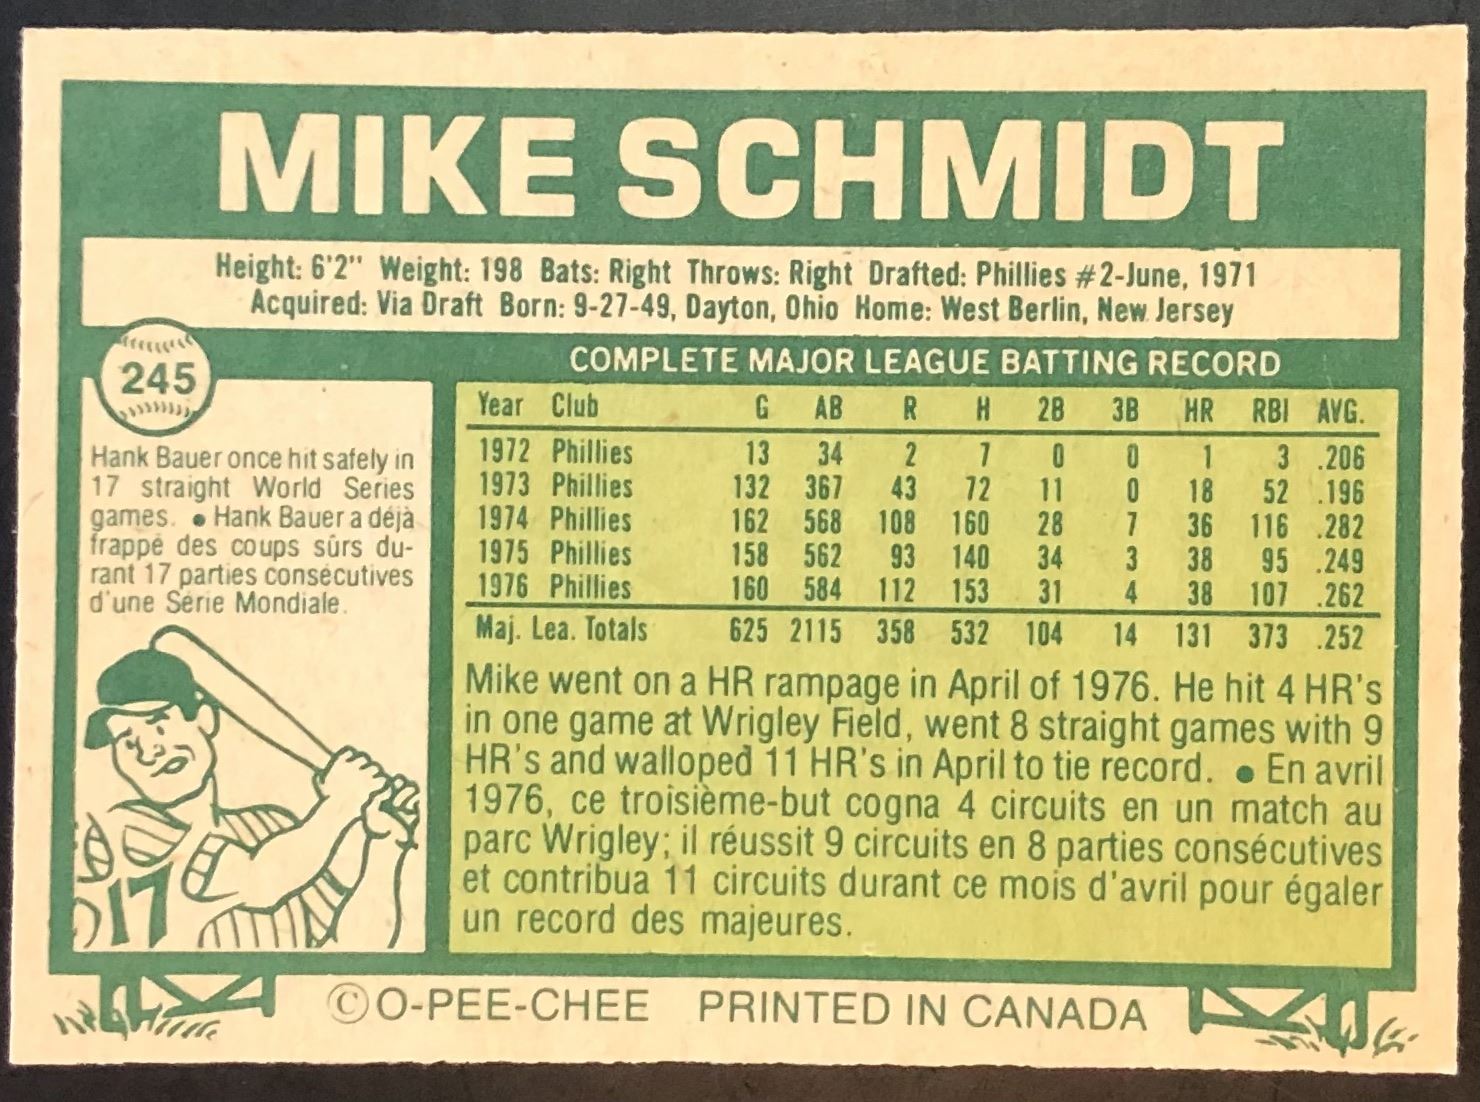 MIKE SCHMIDT
Height: 6'2" Weight: 198 Bats: Right Throws: Right Drafted: Phillies #2-June, 1971
Acquired: Via Draft Born: 9-27-49, Dayton, Ohio Home: West Berlin, New Jersey
245
Hank Bauer once hit safely in
17 straight World Series
games. ● Hank Bauer a déjà
frappé des coups sûrs du-
rant 17 parties consécutives
d'une Série Mondiale.
17
COMPLETE MAJOR LEAGUE BATTING RECORD
Year Club G AB R H 2B 3B HR RBI AVG.
1972 Phillies 13 34 2 7 0 0 1 3 .206
1973 Phillies 132 367 43 72 11 0 18 52 .196
1974 Phillies 162 568 108 160 28 7 36 116 .282
1975 Phillies 158 562 93 140 34 3 38 95 .249
1976 Phillies 160 584 112 153 31 4 38 107 .262
Maj. Lea. Totals 625 2115 358 532 104 14 131 373 .252
Mike went on a HR rampage in April of 1976. He hit 4 HR's
in one game at Wrigley Field, went 8 straight games with 9
HR's and walloped 11 HR's in April to tie record. ● En avril
1976, ce troisième-but cogna 4 circuits en un match au
parc Wrigley; il réussit 9 circuits en 8 parties consécutives
et contribua 11 circuits durant ce mois d'avril pour égaler
un record des majeures.
© O-PEE-CHEE PRINTED IN CANADA